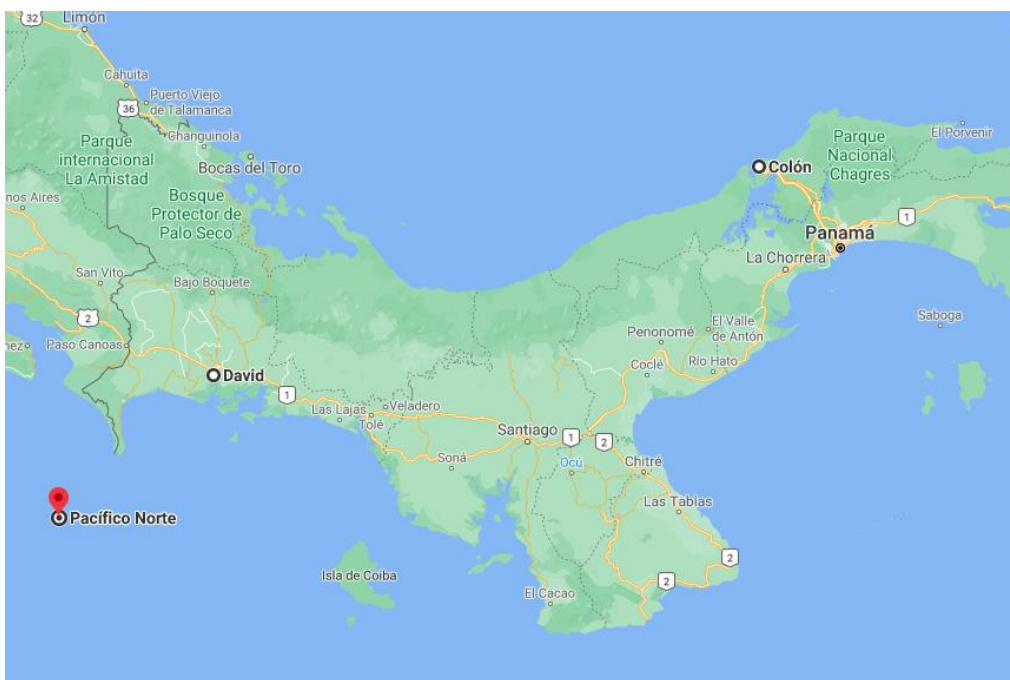 32
Limón
Cahuita
36
Puerto Viejo
de Talamanca
Changuinola
Parque
internacional
La Amistad
Bocas del Toro
Bosque
Protector de
Palo Seco
nos Aires
San Vito
Bajo Boquete
2
nez
Paso Canoas
David
1
Las Lajas
Tolé
Veladero
Soná
Santiago
1
2
Ocú
Chitré
Las Tablas
2
2
El Cacao
Isla de Coiba
Pacífico Norte
Colón
Parque
Nacional
Chagres
El Porvenir
1
Panamá
La Chorrera
Saboga
El Valle
de Antón
Penonomé
Coclé
Río Hato